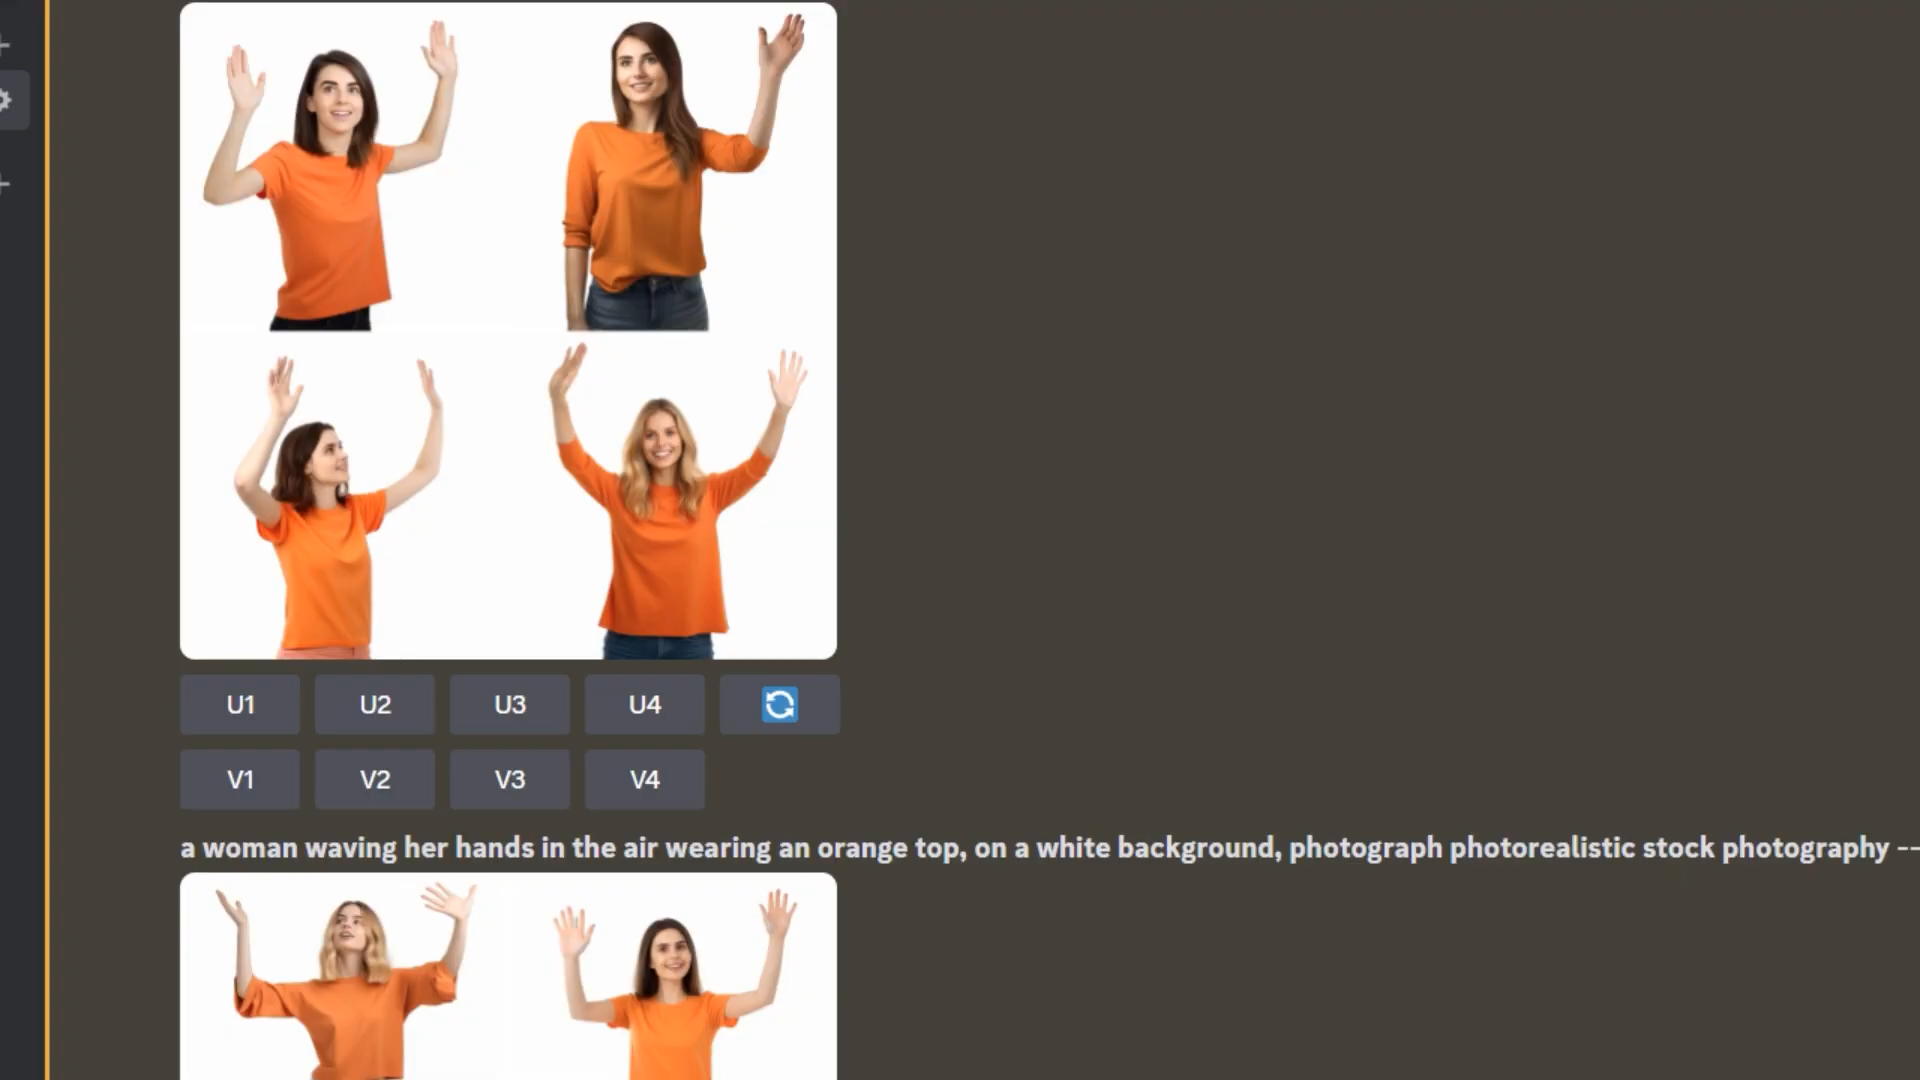 U1 U2 U3 U4
V1 V2 V3 V4
a woman waving her hands in the air wearing an orange top, on a white background, photograph photorealistic stock photography --